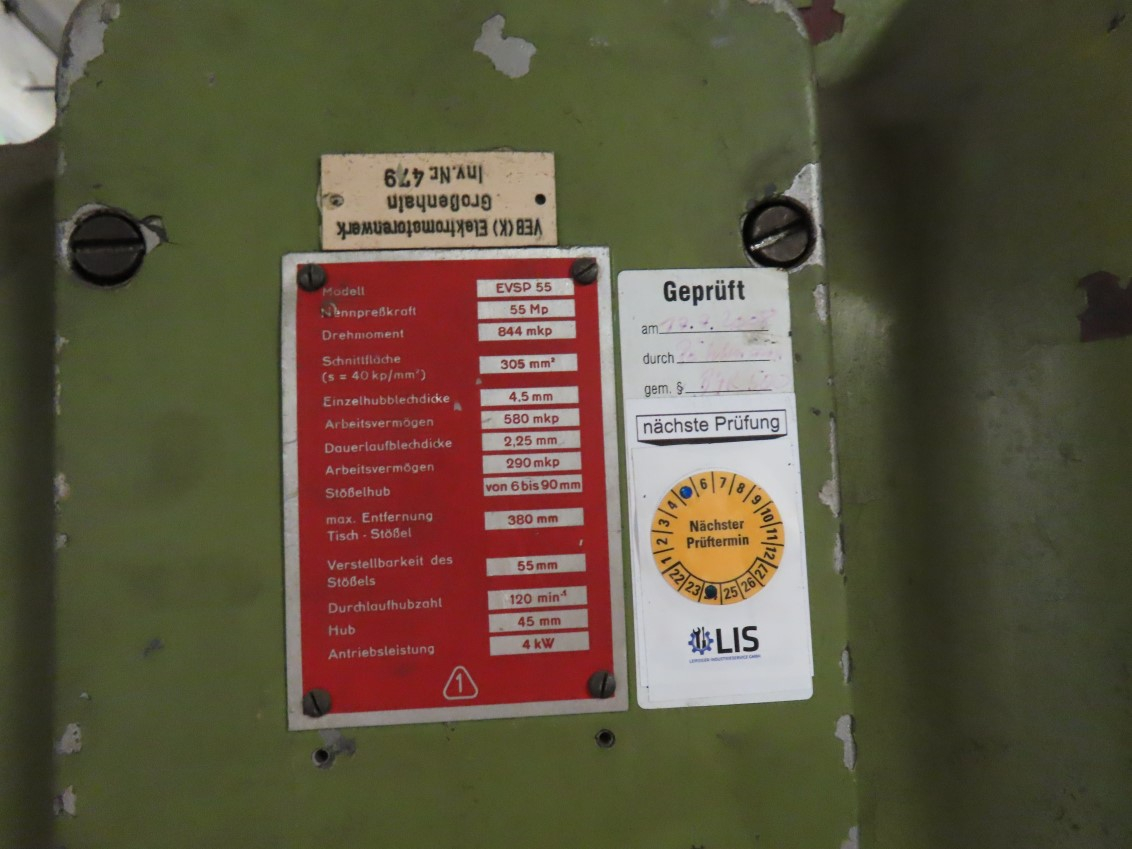 VEB (K) Elektromotorenwerk
Großenhain
Inv.Nr. 479
Modell EVSP 55
Nennpreßkraft 55 Mp
Drehmoment 844 mkp
Schnittfläche
(s = 40 kp/mm²) 305 mm²
Einzelhubblechdicke 4,5 mm
Arbeitsvermögen 580 mkp
Dauerlaufblechdicke 2,25 mm
Arbeitsvermögen 290 mkp
Stößelhub von 6 bis 90 mm
max. Entfernung
Tisch - Stößel 380 mm
Verstellbarkeit des
Stößels 55 mm
Durchlaufhubzahl 120 min⁻¹
Hub 45 mm
Antriebsleistung 4 kW
1
Geprüft
am
durch
gem. §
nächste Prüfung
1 2 3 4 6 7 8 9 10 11 12
Nächster
Prüftermin
22 23 24 25 26 27
LIS
LEIPZIGER INDUSTRIESERVICE GMBH